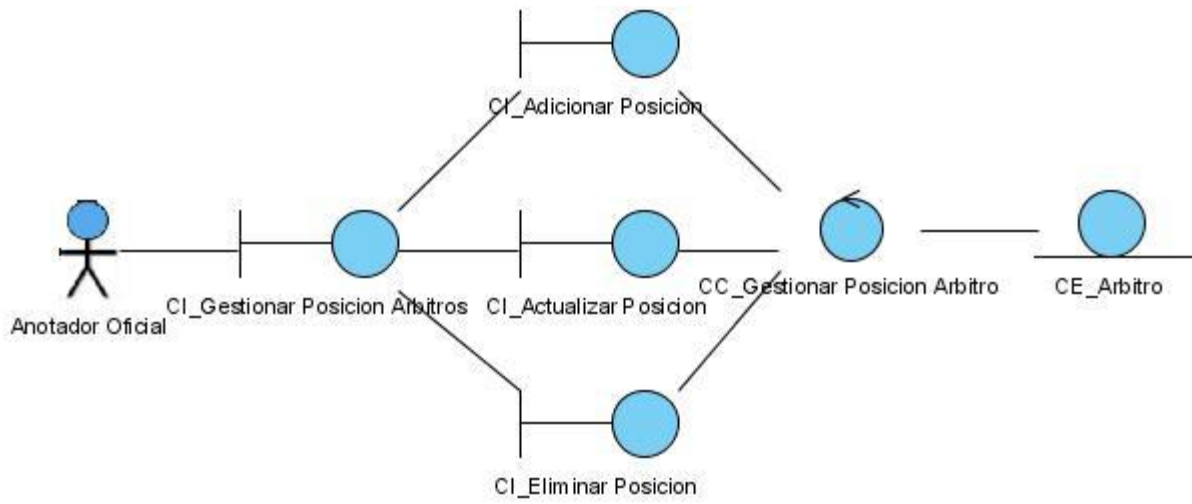 CI_Adicionar Posicion
Anotador Oficial
CI_Gestionar Posicion Arbitros
CI_Actualizar Posicion
CC_Gestionar Posicion Arbitro
CE_Arbitro
CI_Eliminar Posicion